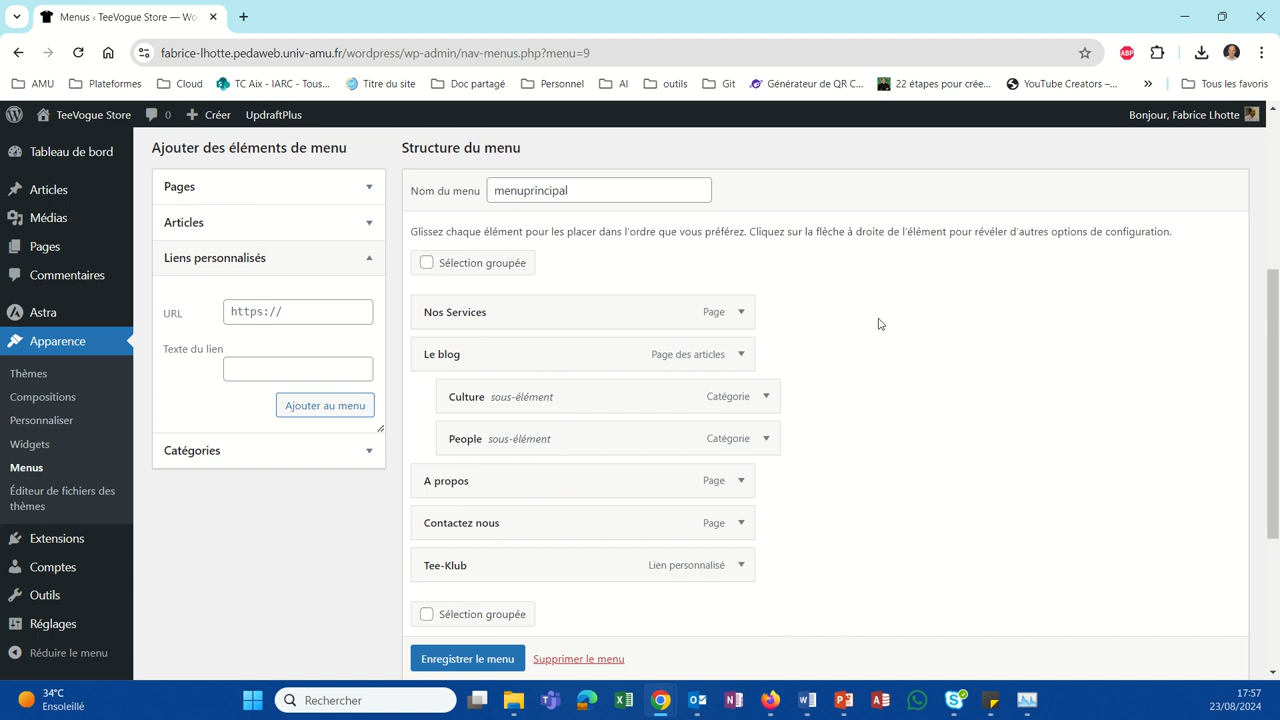 Menus ‹ TeeVogue Store — Wo
fabrice-lhotte.pedaweb.univ-amu.fr/wordpress/wp-admin/nav-menus.php?menu=9
ABP
AMU
Plateformes
Cloud
TC Aix - IARC - Tous...
Titre du site
Doc partagé
Personnel
AI
outils
Git
Générateur de QR C...
22 étapes pour crée...
YouTube Creators –...
»
Tous les favoris
TeeVogue Store
0
Créer
UpdraftPlus
Bonjour, Fabrice Lhotte
Tableau de bord
Articles
Médias
Pages
Commentaires
Astra
Apparence
Thèmes
Compositions
Personnaliser
Widgets
Menus
Éditeur de fichiers des
thèmes
Extensions
Comptes
Outils
Réglages
Réduire le menu
Ajouter des éléments de menu
Pages
Articles
Liens personnalisés
URL
https://
Texte du lien
Ajouter au menu
Catégories
Structure du menu
Nom du menu
menuprincipal
Glissez chaque élément pour les placer dans l’ordre que vous préférez. Cliquez sur la flèche à droite de l’élément pour révéler d’autres options de configuration.
Sélection groupée
Nos Services Page
Le blog Page des articles
Culture sous-élément Catégorie
People sous-élément Catégorie
A propos Page
Contactez nous Page
Tee-Klub Lien personnalisé
Sélection groupée
Enregistrer le menu
Supprimer le menu
34°C
Ensoleillé
Rechercher
17:57
23/08/2024